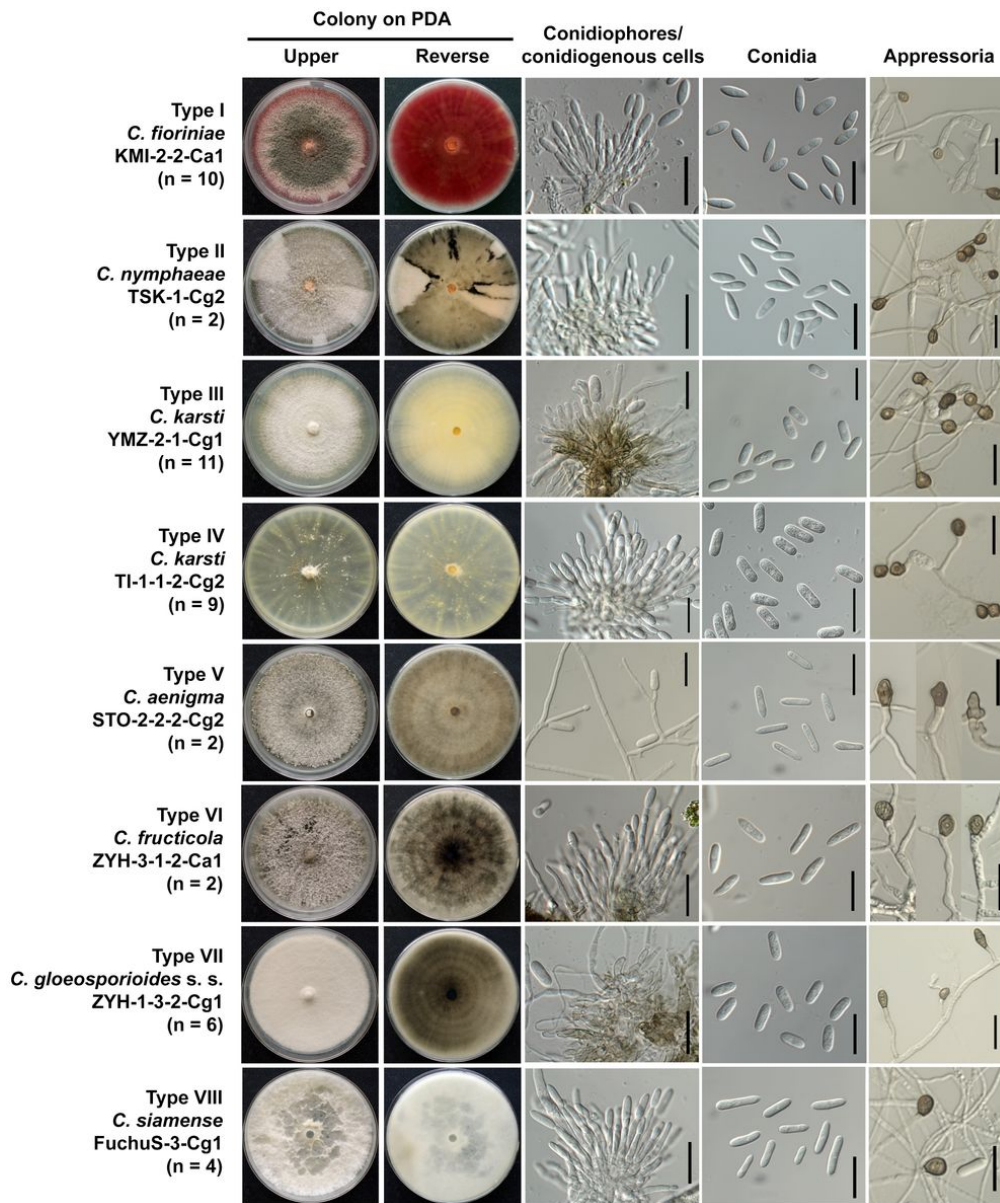 Colony on PDA
Upper
Reverse
Conidiophores/
conidiogenous cells
Conidia
Appressoria
Type I
C. fioriniae
KMI-2-2-Ca1
(n = 10)
Type II
C. nymphaeae
TSK-1-Cg2
(n = 2)
Type III
C. karsti
YMZ-2-1-Cg1
(n = 11)
Type IV
C. karsti
TI-1-1-2-Cg2
(n = 9)
Type V
C. aenigma
STO-2-2-2-Cg2
(n = 2)
Type VI
C. fructicola
ZYH-3-1-2-Ca1
(n = 2)
Type VII
C. gloeosporioides s. s.
ZYH-1-3-2-Cg1
(n = 6)
Type VIII
C. siamense
FuchuS-3-Cg1
(n = 4)